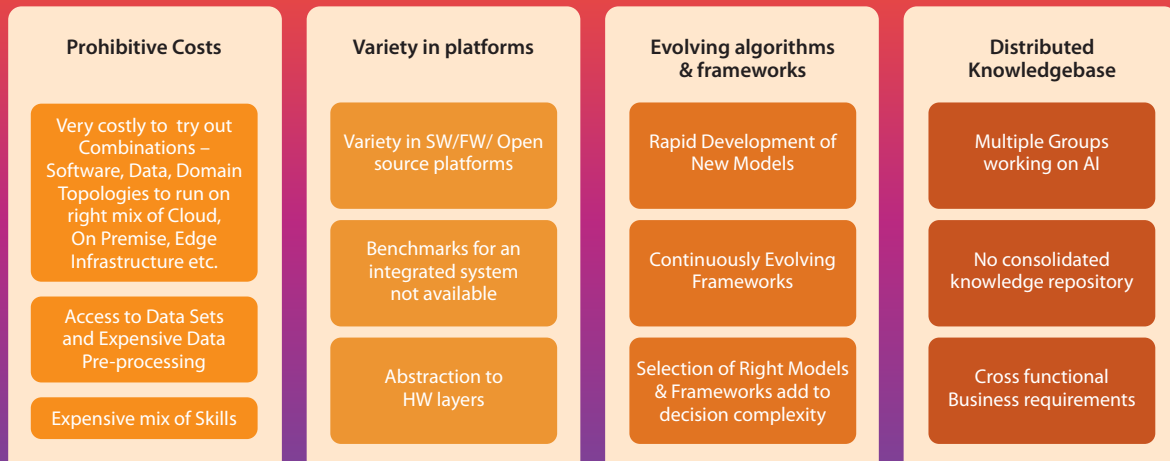 Prohibitive Costs
Very costly to try out
Combinations –
Software, Data, Domain
Topologies to run on
right mix of Cloud,
On Premise, Edge
Infrastructure etc.
Access to Data Sets
and Expensive Data
Pre-processing
Expensive mix of Skills
Variety in platforms
Variety in SW/FW/ Open
source platforms
Benchmarks for an
integrated system
not available
Abstraction to
HW layers
Evolving algorithms
& frameworks
Rapid Development of
New Models
Continuously Evolving
Frameworks
Selection of Right Models
& Frameworks add to
decision complexity
Distributed
Knowledgebase
Multiple Groups
working on AI
No consolidated
knowledge repository
Cross functional
Business requirements